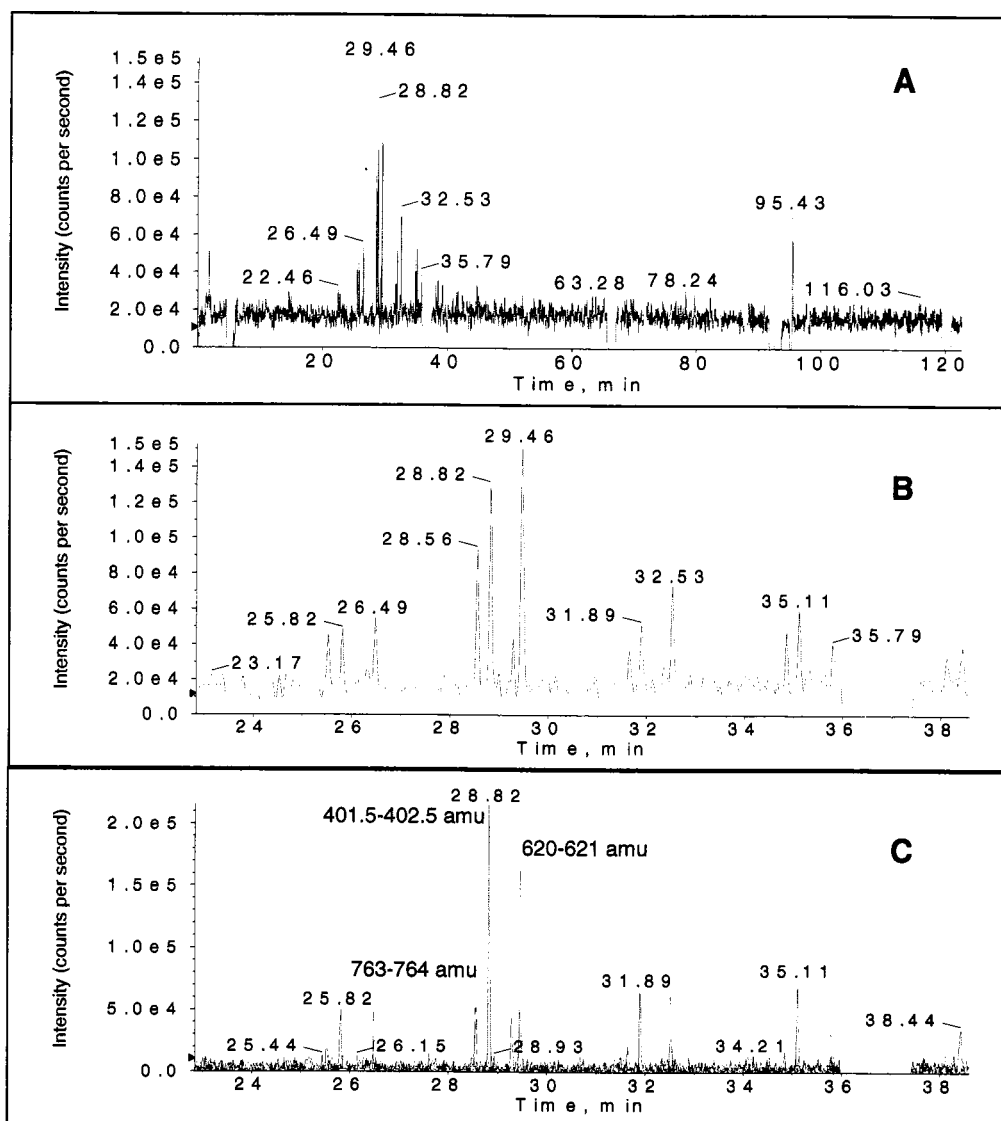 29.46
1.5e5
A
1.4e5
28.82
1.2e5
1.0e5
8.0e4
32.53
95.43
6.0e4
26.49
35.79
4.0e4
22.46
63.28
78.24
116.03
2.0e4
0.0
20 40 60 80 100 120
Time, min
Intensity (counts per second)
29.46
1.5e5
1.4e5
28.82
B
1.2e5
28.56
1.0e5
8.0e4
32.53
6.0e4
25.82
26.49
31.89
35.11
4.0e4
35.79
23.17
2.0e4
0.0
24 26 28 30 32 34 36 38
Time, min
Intensity (counts per second)
28.82
401.5-402.5 amu
2.0e5
620-621 amu
C
1.5e5
1.0e5
763-764 amu
31.89
35.11
25.82
5.0e4
38.44
25.44
26.15
28.93
34.21
0.0
24 26 28 30 32 34 36 38
Time, min
Intensity (counts per second)